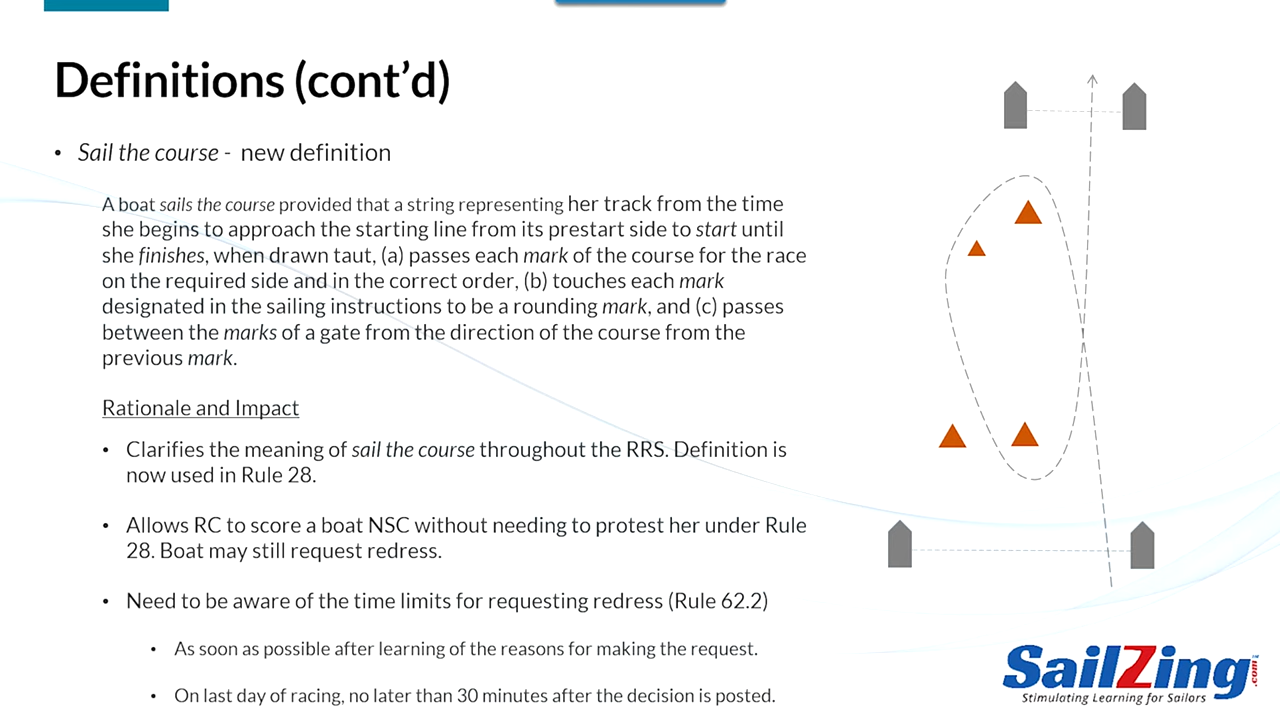 Definitions (cont’d)
• Sail the course - new definition
A boat sails the course provided that a string representing her track from the time
she begins to approach the starting line from its prestart side to start until
she finishes, when drawn taut, (a) passes each mark of the course for the race
on the required side and in the correct order, (b) touches each mark
designated in the sailing instructions to be a rounding mark, and (c) passes
between the marks of a gate from the direction of the course from the
previous mark.
Rationale and Impact
• Clarifies the meaning of sail the course throughout the RRS. Definition is
now used in Rule 28.
• Allows RC to score a boat NSC without needing to protest her under Rule
28. Boat may still request redress.
• Need to be aware of the time limits for requesting redress (Rule 62.2)
• As soon as possible after learning of the reasons for making the request.
• On last day of racing, no later than 30 minutes after the decision is posted.
SailZing.com™
Stimulating Learning for Sailors